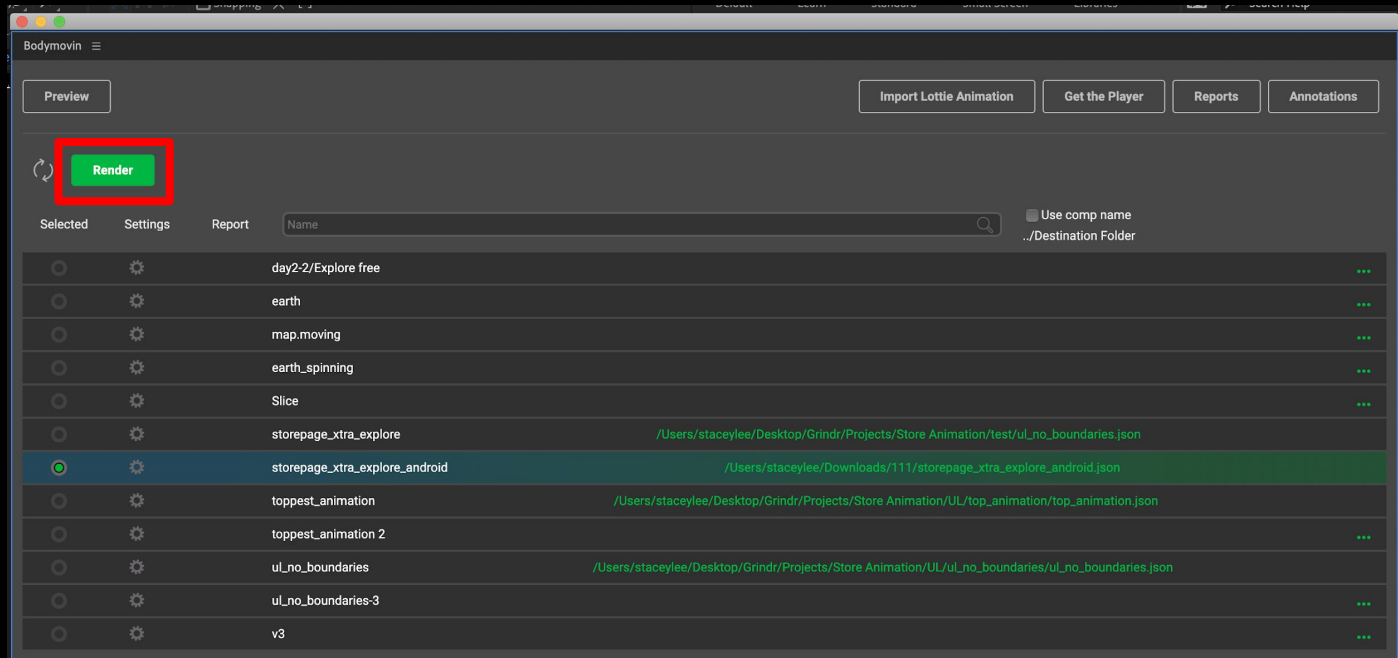 Bodymovin
Preview
Import Lottie Animation
Get the Player
Reports
Annotations
Render
Selected
Settings
Report
Name
Use comp name
../Destination Folder
day2-2/Explore free
earth
map.moving
earth_spinning
Slice
storepage_xtra_explore /Users/staceylee/Desktop/Grindr/Projects/Store Animation/test/ul_no_boundaries.json
storepage_xtra_explore_android /Users/staceylee/Downloads/111/storepage_xtra_explore_android.json
toppest_animation /Users/staceylee/Desktop/Grindr/Projects/Store Animation/UL/top_animation/top_animation.json
toppest_animation 2
ul_no_boundaries /Users/staceylee/Desktop/Grindr/Projects/Store Animation/UL/ul_no_boundaries/ul_no_boundaries.json
ul_no_boundaries-3
v3